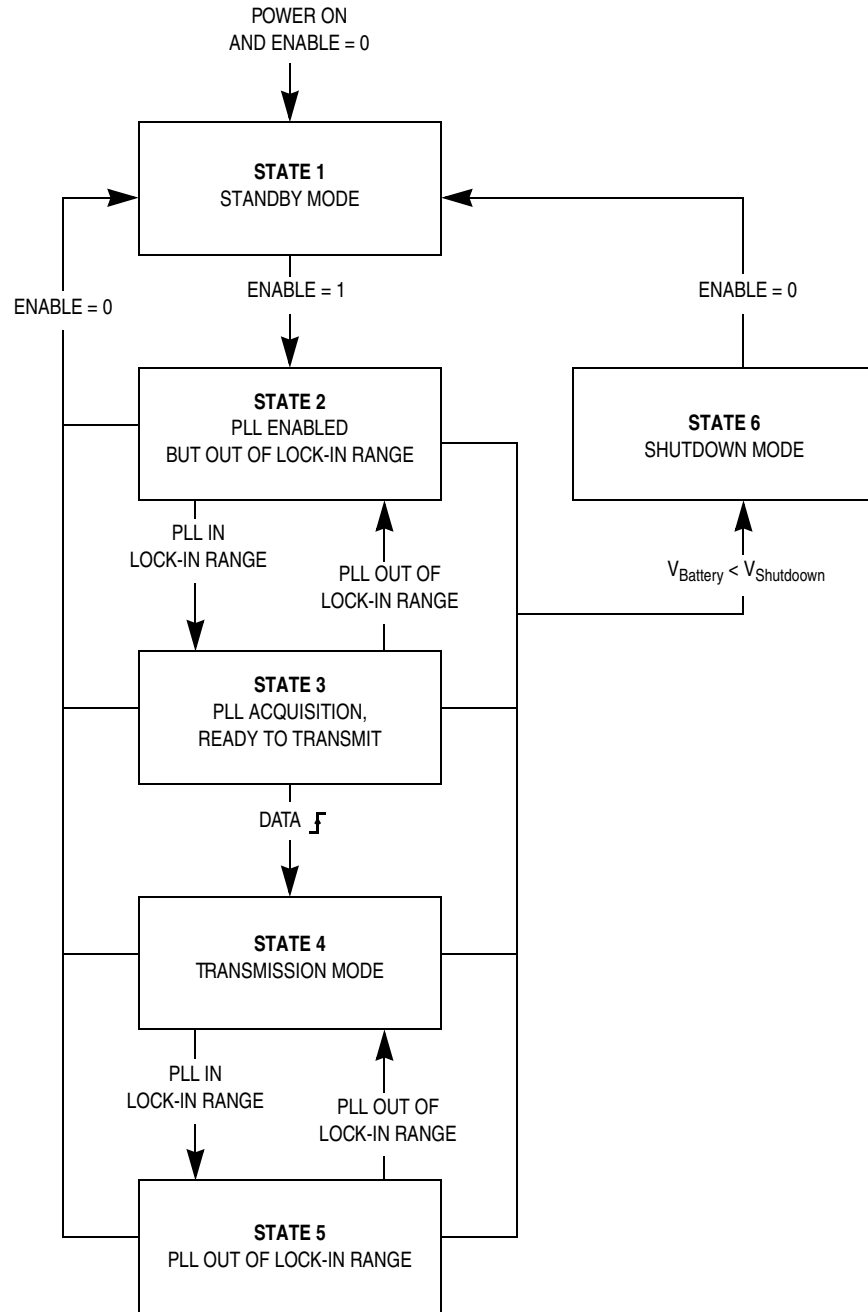 POWER ON
AND ENABLE = 0
STATE 1
STANDBY MODE
ENABLE = 0
ENABLE = 1
ENABLE = 0
STATE 2
PLL ENABLED
BUT OUT OF LOCK-IN RANGE
STATE 6
SHUTDOWN MODE
PLL IN
LOCK-IN RANGE
PLL OUT OF
LOCK-IN RANGE
VBattery < VShutdoown
STATE 3
PLL ACQUISITION,
READY TO TRANSMIT
DATA
STATE 4
TRANSMISSION MODE
PLL IN
LOCK-IN RANGE
PLL OUT OF
LOCK-IN RANGE
STATE 5
PLL OUT OF LOCK-IN RANGE